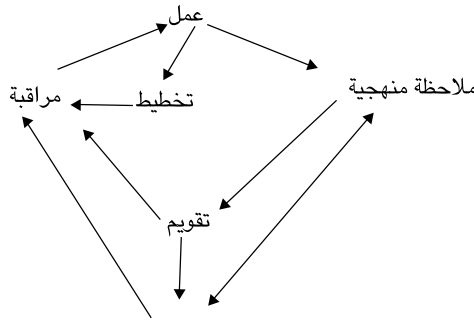 عمل
ملاحظة منهجية
تخطيط
مراقبة
تقويم